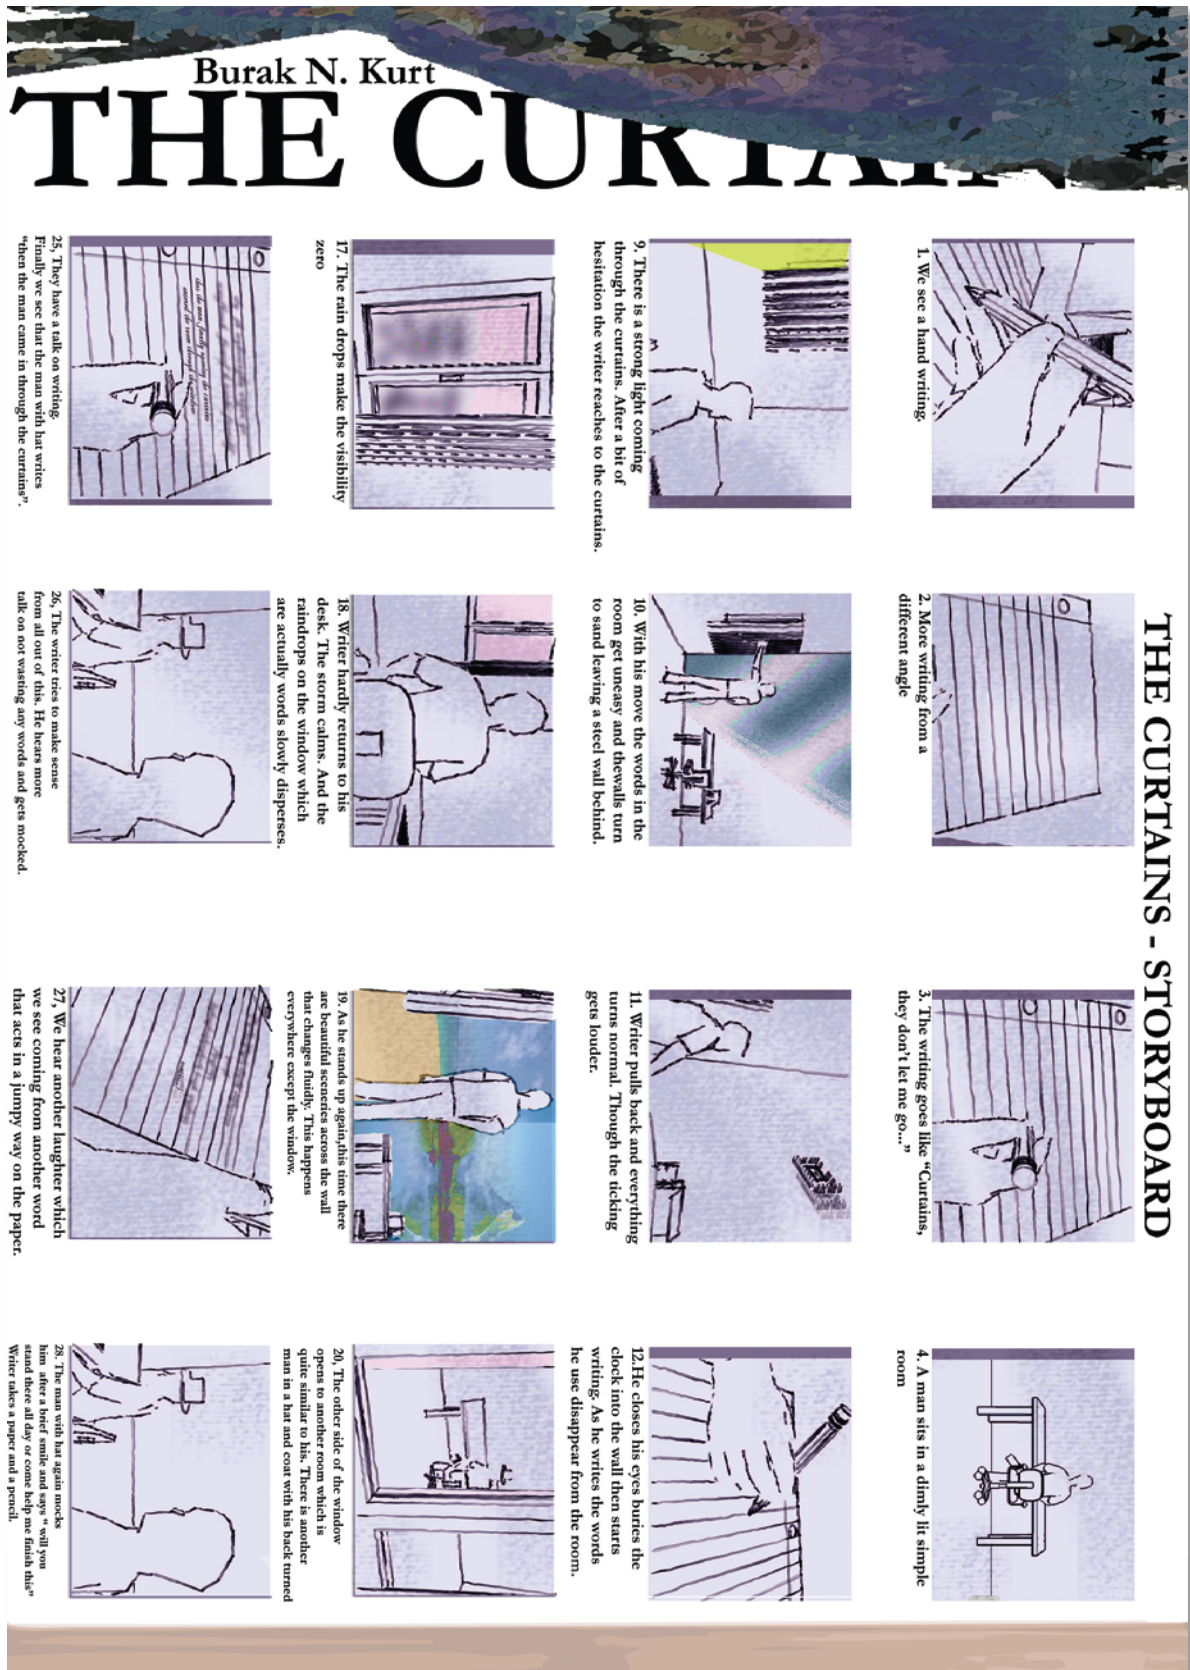 Burak N. Kurt
THE CURTAIN
THE CURTAINS - STORYBOARD
1. We see a hand writing.
2. More writing from a
different angle
3. The writing goes like “Curtains,
they don't let me go...”
4. A man sits in a dimly lit simple
room
9. There is a strong light coming
through the curtains. After a bit of
hesitation the writer reaches to the curtains.
10. With his move the words in the
room get uneasy and thewalls turn
to sand leaving a steel wall behind.
11. Writer pulls back and everything
turns normal. Though the ticking
gets louder.
12.He closes his eyes buries the
clock into the wall then starts
writing. As he writes the words
he use disappear from the room.
17. The rain drops make the visibility
zero
18. Writer hardly returns to his
desk. The storm calms. And the
raindrops on the window which
are actually words slowly disperses.
19. As he stands up again,this time there
are beautiful sceneries across the wall
that changes fluidly. This happens
everywhere except the window.
20, The other side of the window
opens to another room which is
quite similar to his. There is another
man in a hat and coat with his back turned
25, They have a talk on writing.
Finally we see that the man with hat writes
“then the man came in through the curtains”.
26, The writer tries to make sense
from all out of this. He hears more
talk on not wasting any words and gets mocked.
27, We hear another laughter which
we see coming from another word
that acts in a jumpy way on the paper.
28. The man with hat again mocks
him after a brief smile and says “ will you
stand there all day or come help me finish this”
Writer takes a paper and a pencil.